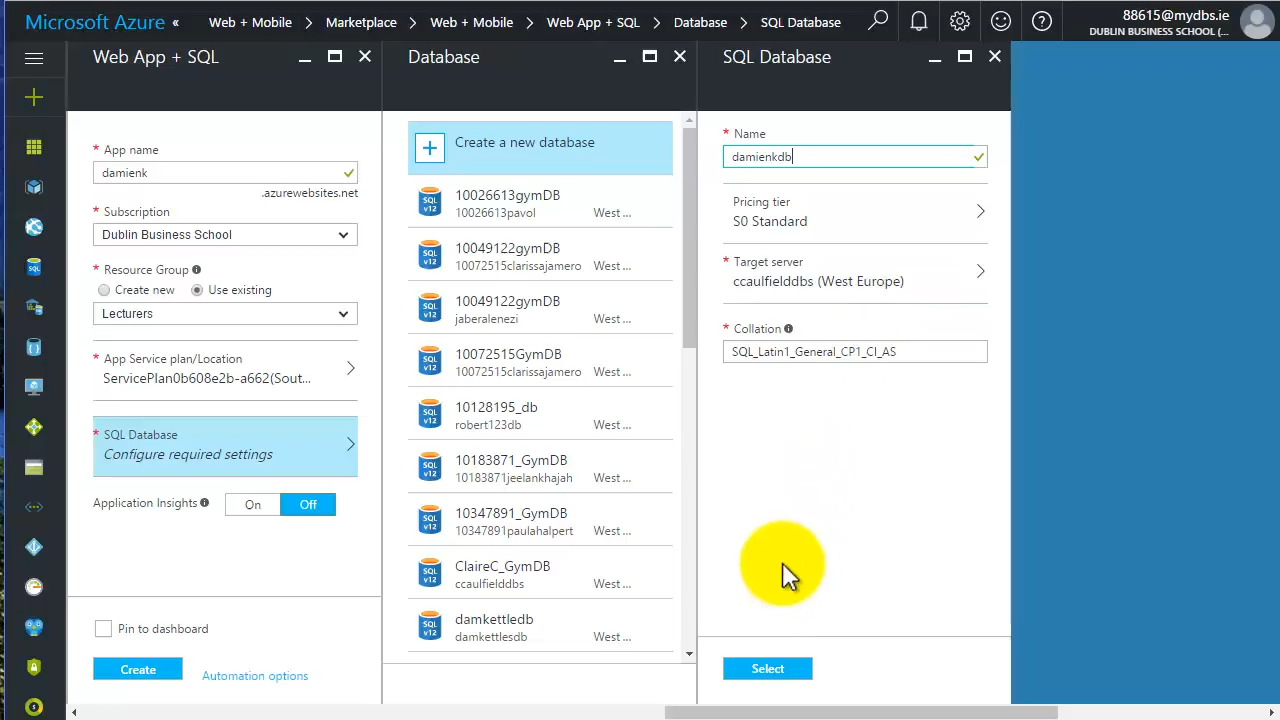 Microsoft Azure « Web + Mobile > Marketplace > Web + Mobile > Web App + SQL > Database > SQL Database
88615@mydbs.ie
DUBLIN BUSINESS SCHOOL (...
Web App + SQL
* App name
damienk
.azurewebsites.net
* Subscription
Dublin Business School
* Resource Group
Create new Use existing
Lecturers
* App Service plan/Location
ServicePlan0b608e2b-a662(Sout...
* SQL Database
Configure required settings
Application Insights On Off
Pin to dashboard
Create Automation options
Database
Create a new database
10026613gymDB
10026613pavol West ...
10049122gymDB
10072515clarissajamero West ...
10049122gymDB
jaberalenezi West ...
10072515GymDB
10072515clarissajamero West ...
10128195_db
robert123db West ...
10183871_GymDB
10183871jeelankhajah West ...
10347891_GymDB
10347891paulahalpert West ...
ClaireC_GymDB
ccaulfielddbs West ...
damkettledb
damkettlesdb West ...
SQL Database
* Name
damienkdb
Pricing tier
S0 Standard
* Target server
ccaulfielddbs (West Europe)
* Collation
SQL_Latin1_General_CP1_CI_AS
Select